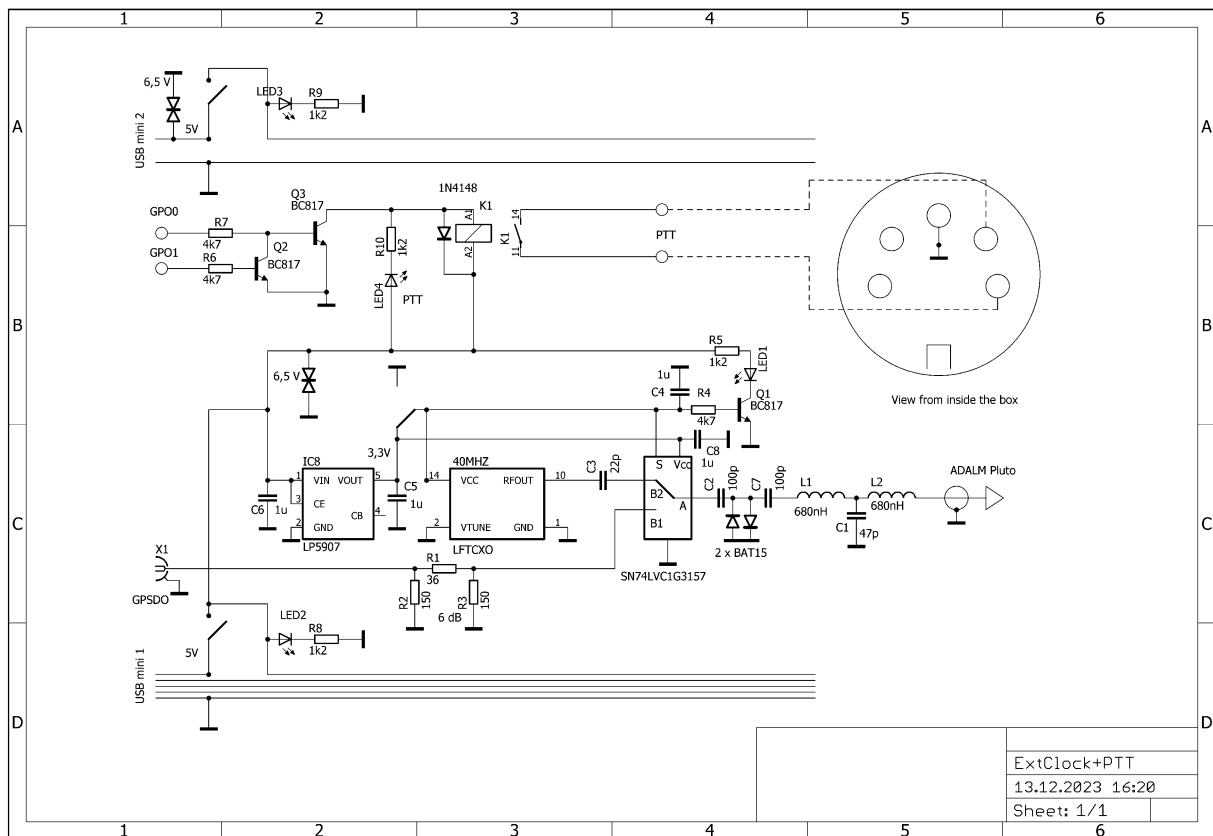 1 2 3 4 5 6
A
A
6,5 V
LED3
R9
1k2
5V
USB mini 2
Q3
BC817
1N4148
K1
A1
A2
K1
14
11
PTT
GPO0
R7
4k7
GPO1
R6
4k7
Q2
BC817
R10
1k2
LED4
PTT
B
B
R5
1k2
LED1
6,5 V
1u
C4
R4
4k7
Q1
BC817
View from inside the box
3,3V
C8
1u
IC8
1 VIN VOUT 5
3 CE
CB 4
2 GND
LP5907
C6 1u
C5
1u
40MHZ
14 VCC RFOUT 10
2 VTUNE GND 1
LFTCXO
C3
22p
S Vcc
B2
A
B1
SN74LVC1G3157
C2
100p
C7
100p
2 x BAT15
L1
680nH
L2
680nH
C1
47p
ADALM Pluto
C
C
X1
GPSDO
R1
36
R2
150
R3
150
6 dB
LED2
R8
1k2
5V
USB mini 1
D
D
ExtClock+PTT
13.12.2023 16:20
Sheet: 1/1
1 2 3 4 5 6